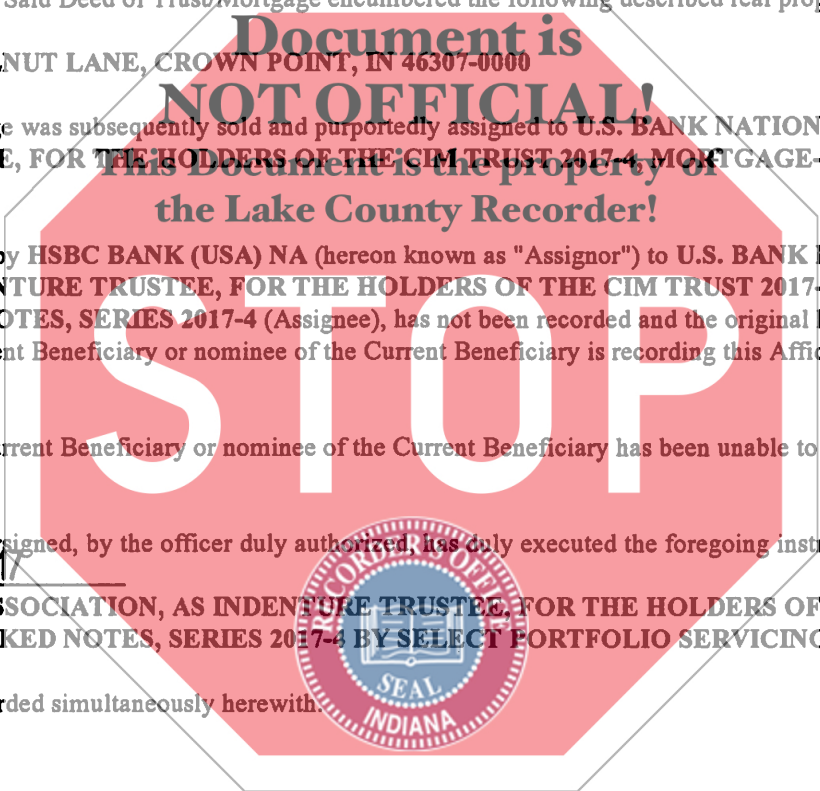 Said Deed of Trust/Mortgage encumbered the following described real prop
Document is
NUT LANE, CROWN POINT, IN 46307-0000
NOT OFFICIAL!
e was subsequently sold and purportedly assigned to U.S. BANK NATION
E, FOR THE HOLDERS OF THE CIM TRUST 2017-4, MORTGAGE-
This Document is the property of
the Lake County Recorder!
by HSBC BANK (USA) NA (hereon known as "Assignor") to U.S. BANK
NTURE TRUSTEE, FOR THE HOLDERS OF THE CIM TRUST 2017-
OTES, SERIES 2017-4 (Assignee), has not been recorded and the original
nt Beneficiary or nominee of the Current Beneficiary is recording this Affid
STOP
rrent Beneficiary or nominee of the Current Beneficiary has been unable to
signed, by the officer duly authorized, has duly executed the foregoing instr
17
SSOCIATION, AS INDENTURE TRUSTEE, FOR THE HOLDERS OF
KED NOTES, SERIES 2017-4 BY SELECT PORTFOLIO SERVICING
rded simultaneously herewith.
RECORDER'S OFFICE
SEAL
INDIANA